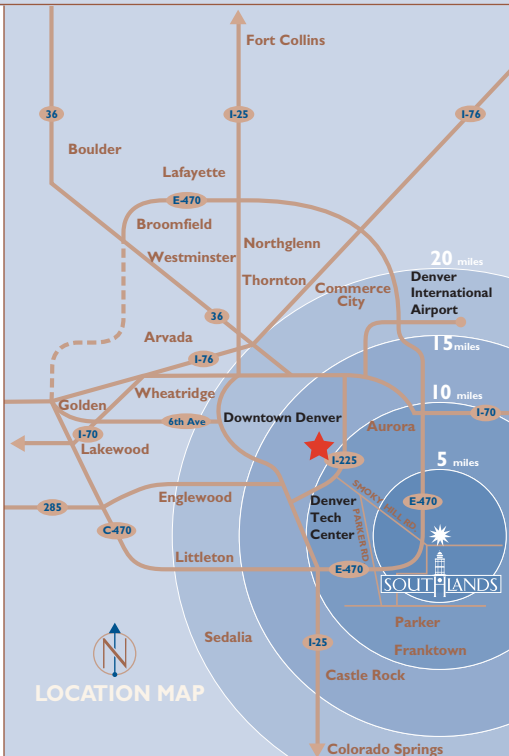 Fort Collins
36
I-25
I-76
Boulder
Lafayette
E-470
Broomfield
Northglenn
Westminster
20 miles
Thornton
Commerce
City
Denver
International
Airport
36
Arvada
15 miles
I-76
Wheatridge
10 miles
Golden
6th Ave
Downtown Denver
I-70
Aurora
I-70
Lakewood
I-225
5 miles
SMOKY HILL RD
Englewood
285
Denver
Tech
Center
PARKER RD
E-470
C-470
Littleton
E-470
SOUTHLANDS
Parker
Sedalia
I-25
Franktown
N
Castle Rock
LOCATION MAP
Colorado Springs